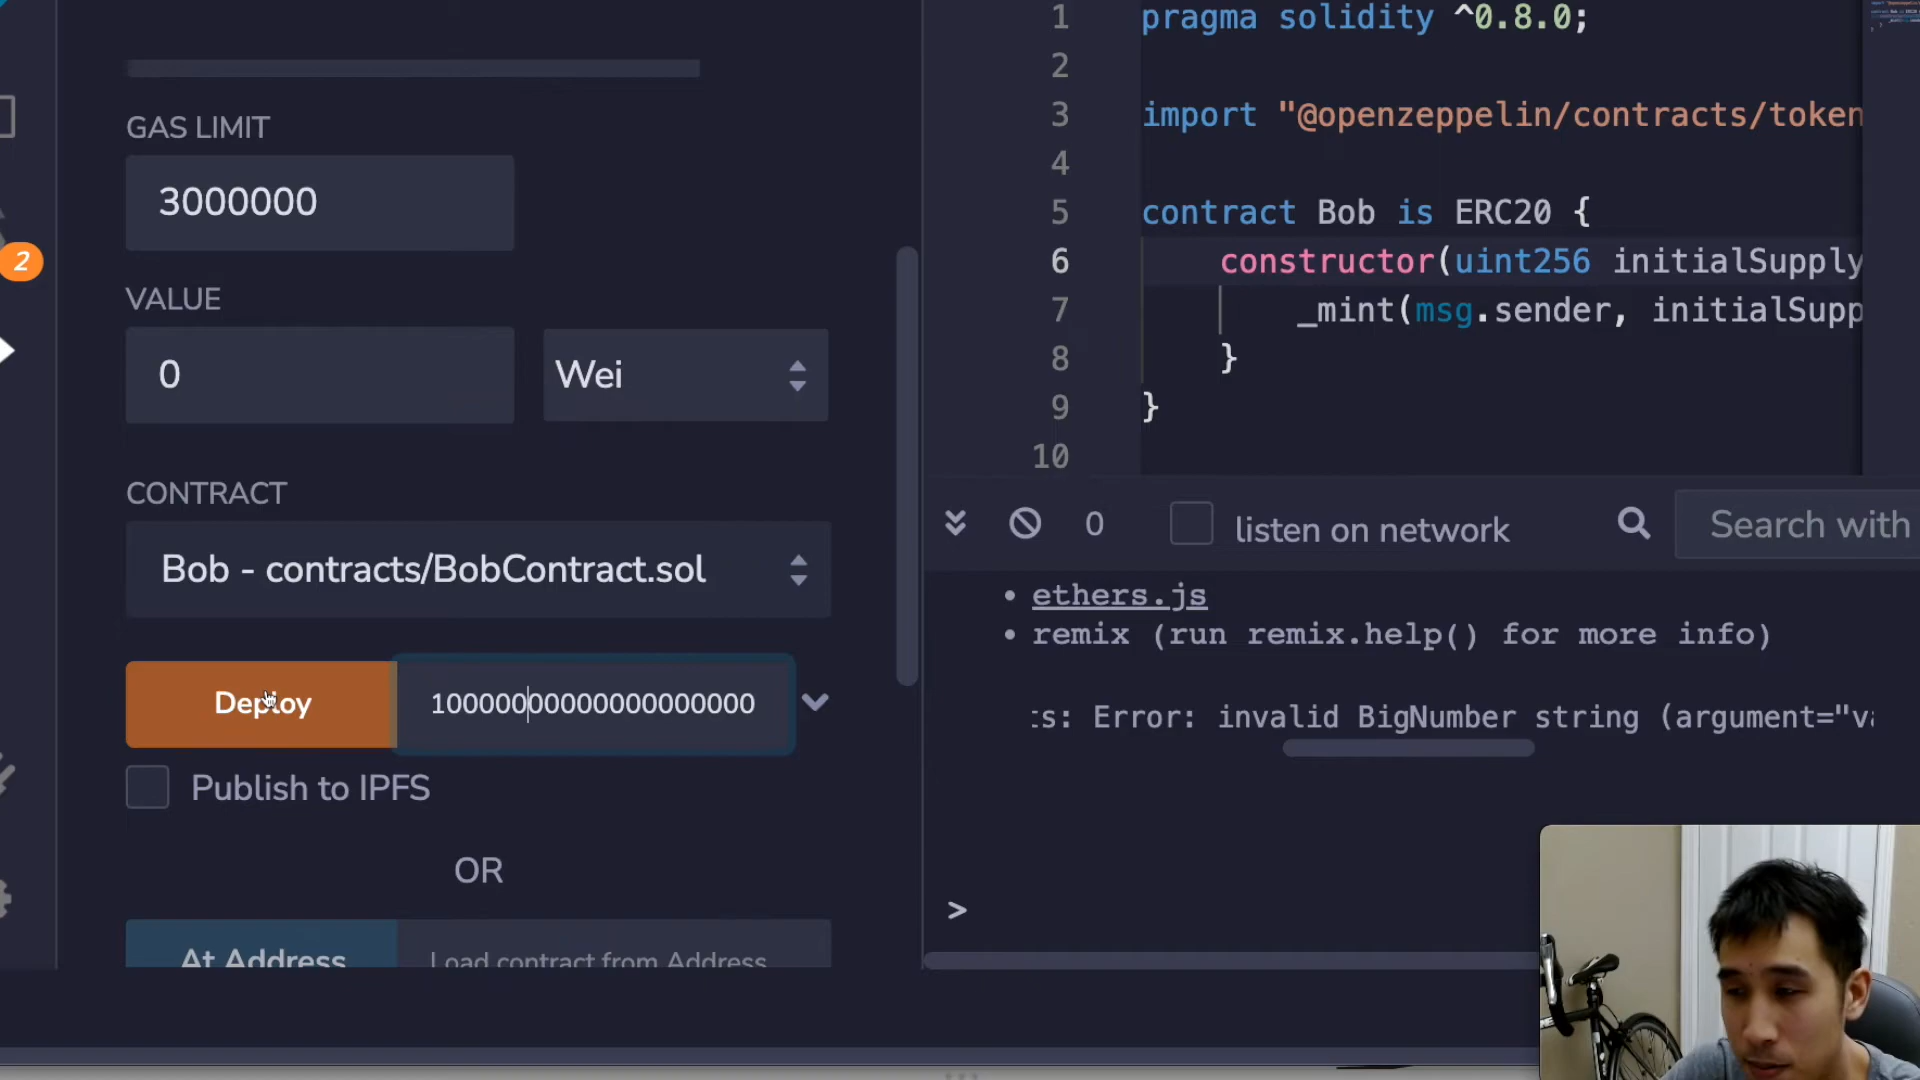 1 pragma solidity ^0.8.0;
2
3 import "@openzeppelin/contracts/token
4
5 contract Bob is ERC20 {
6 constructor(uint256 initialSupply
7 _mint(msg.sender, initialSupp
8 }
9 }
10
GAS LIMIT
3000000
2
VALUE
0 Wei
CONTRACT
Bob - contracts/BobContract.sol
Deploy 10000000000000000000
Publish to IPFS
OR
At Address Load contract from Address
0 listen on network Search with
• ethers.js
• remix (run remix.help() for more info)
ts: Error: invalid BigNumber string (argument="va
>